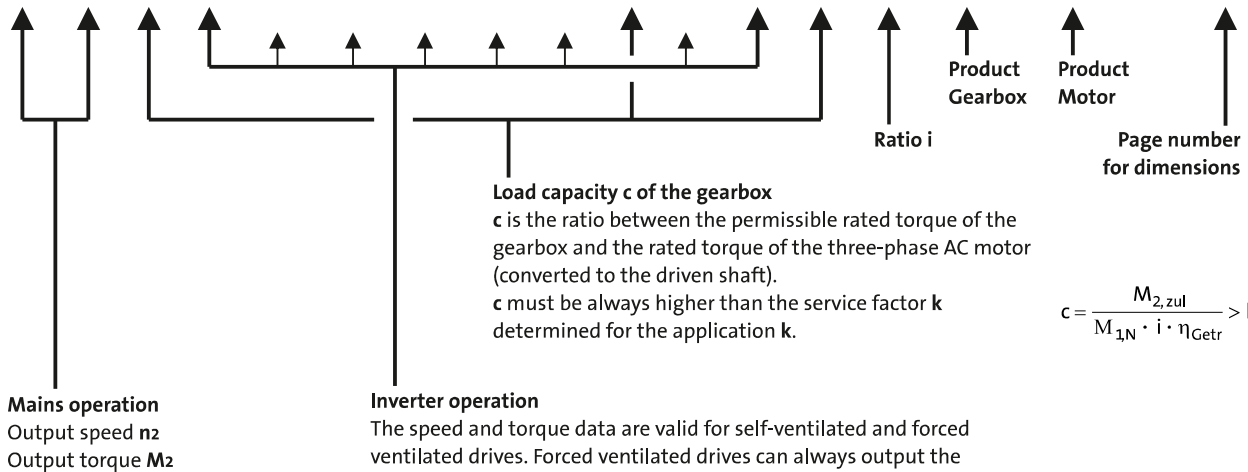 Product Gearbox
Product Motor
Ratio i
Page number for dimensions
Load capacity c of the gearbox
c is the ratio between the permissible rated torque of the
gearbox and the rated torque of the three-phase AC motor
(converted to the driven shaft).
c must be always higher than the service factor k
determined for the application k.
c = M2,zul / (M1,N · i · ηGetr) >
Mains operation
Output speed n2
Output torque M2
Inverter operation
The speed and torque data are valid for self-ventilated and forced
ventilated drives. Forced ventilated drives can always output the